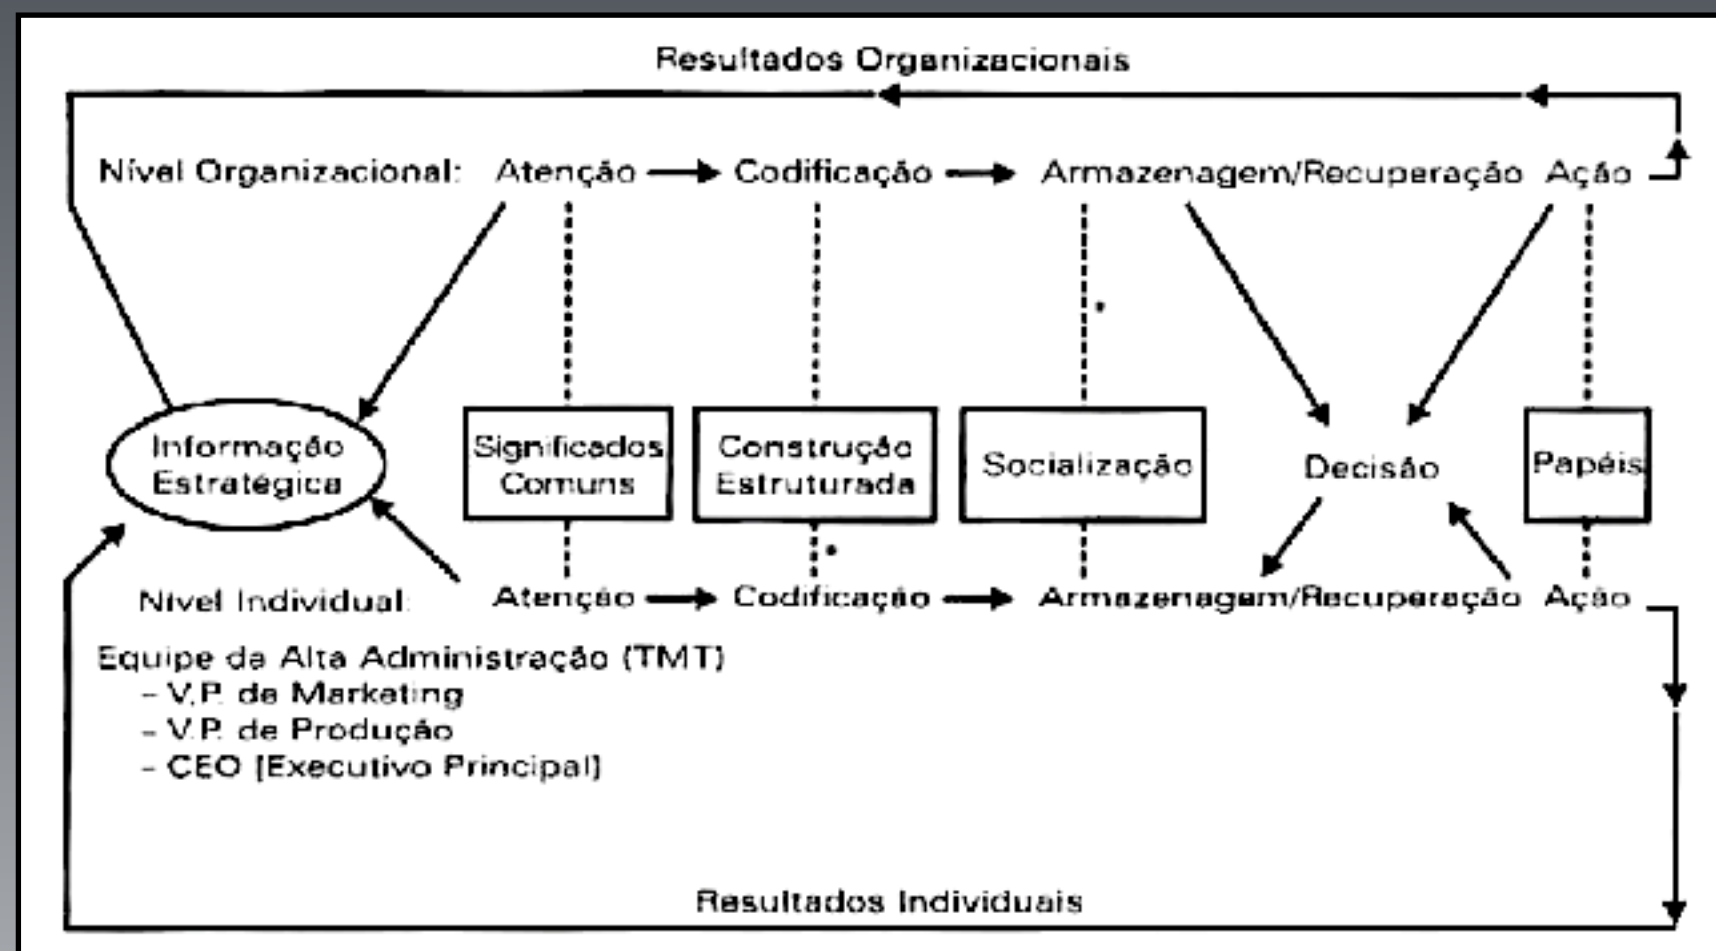 Resultados Organizacionais
Nível Organizacional: Atenção Codificação Armazenagem/Recuperação Ação
Informação
Estratégica
Significados
Comuns
Construção
Estruturada
Socialização
Decisão
Papéis
Nível Individual: Atenção Codificação Armazenagem/Recuperação Ação
Equipe da Alta Administração (TMT)
– V.P. de Marketing
– V.P. de Produção
– CEO [Executivo Principal]
Resultados Individuais